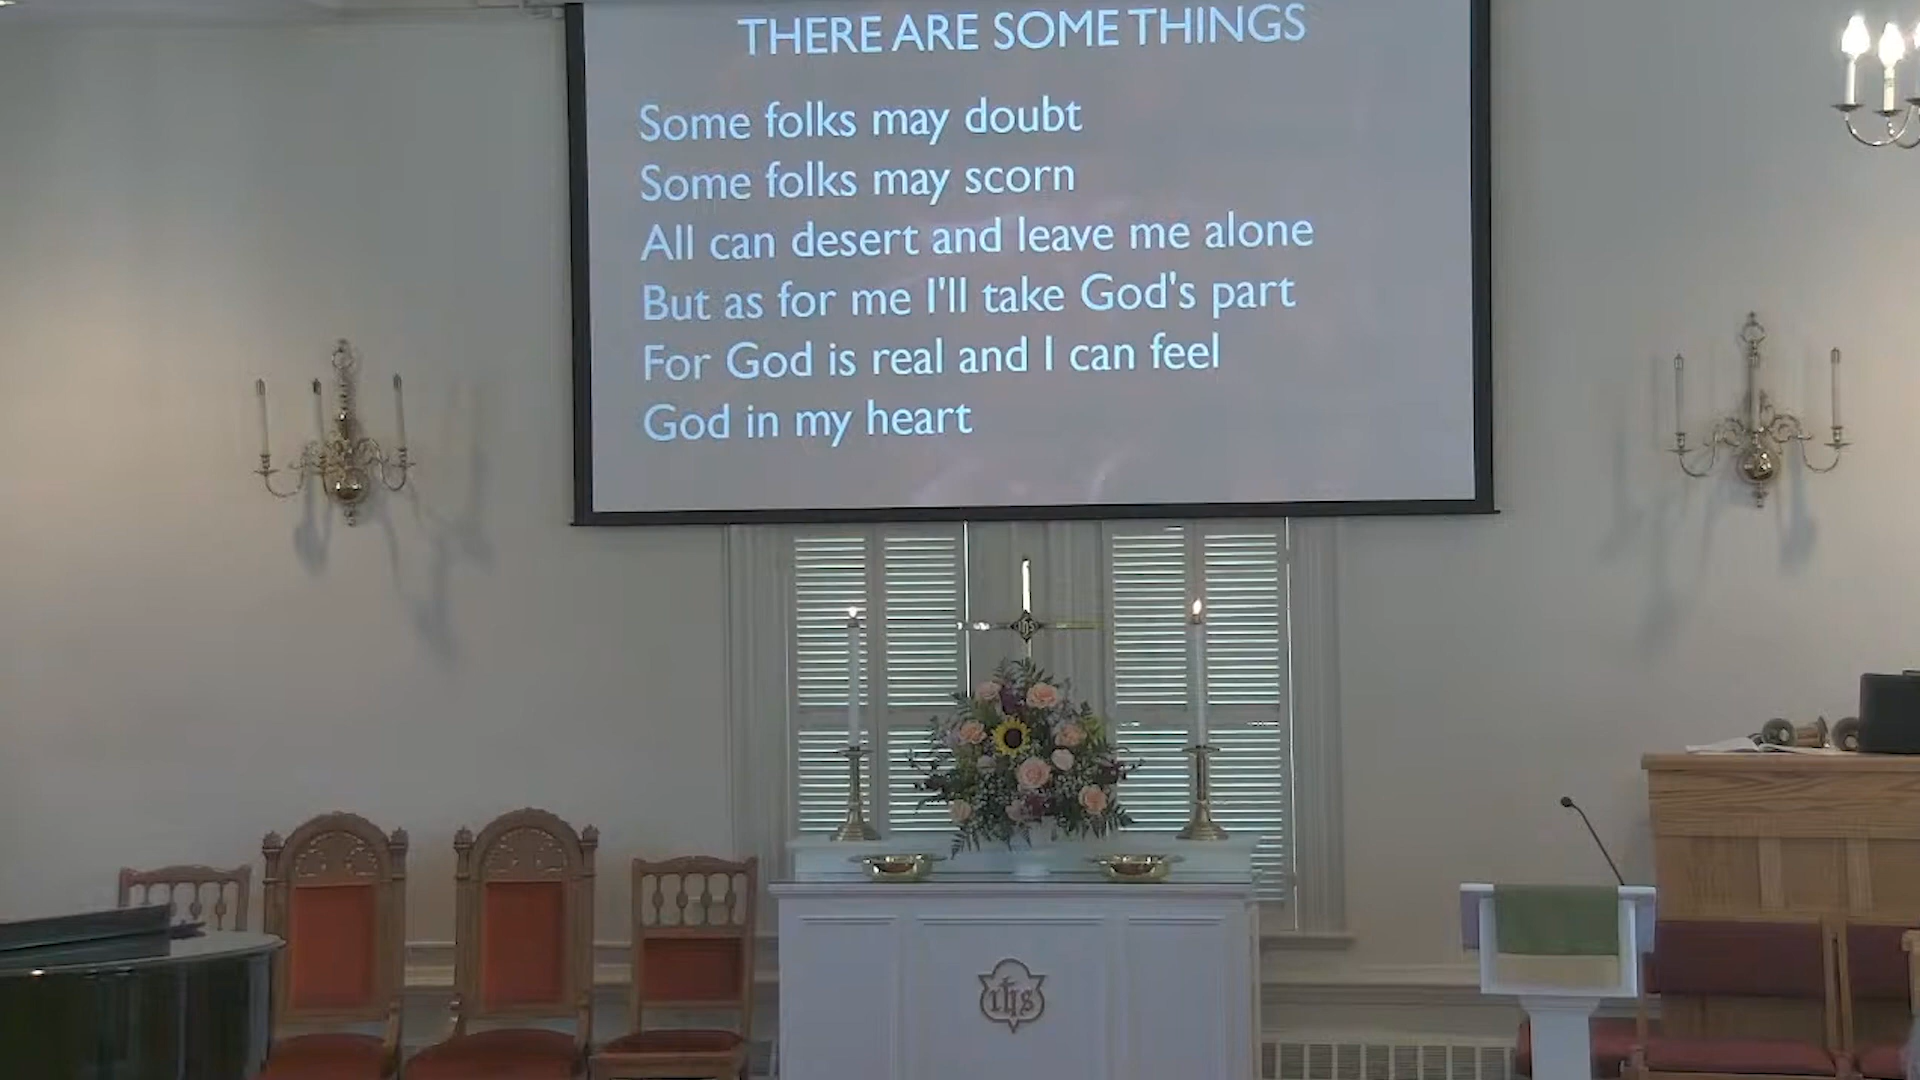 THERE ARE SOME THINGS
Some folks may doubt
Some folks may scorn
All can desert and leave me alone
But as for me I'll take God's part
For God is real and I can feel
God in my heart
ihs
ihs